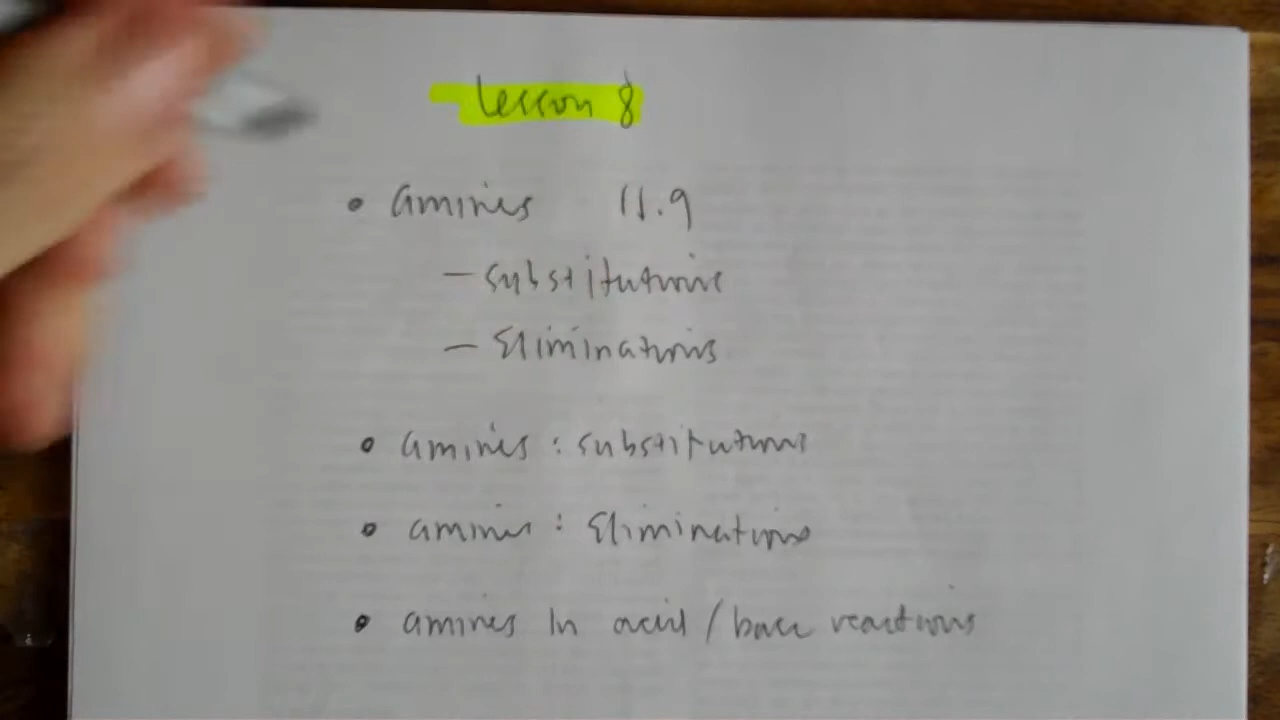 Lesson 8
• amines 11.9
– substitutions
– Eliminations
• amines : substitutions
• amines : Eliminations
• amines In acid / base reactions